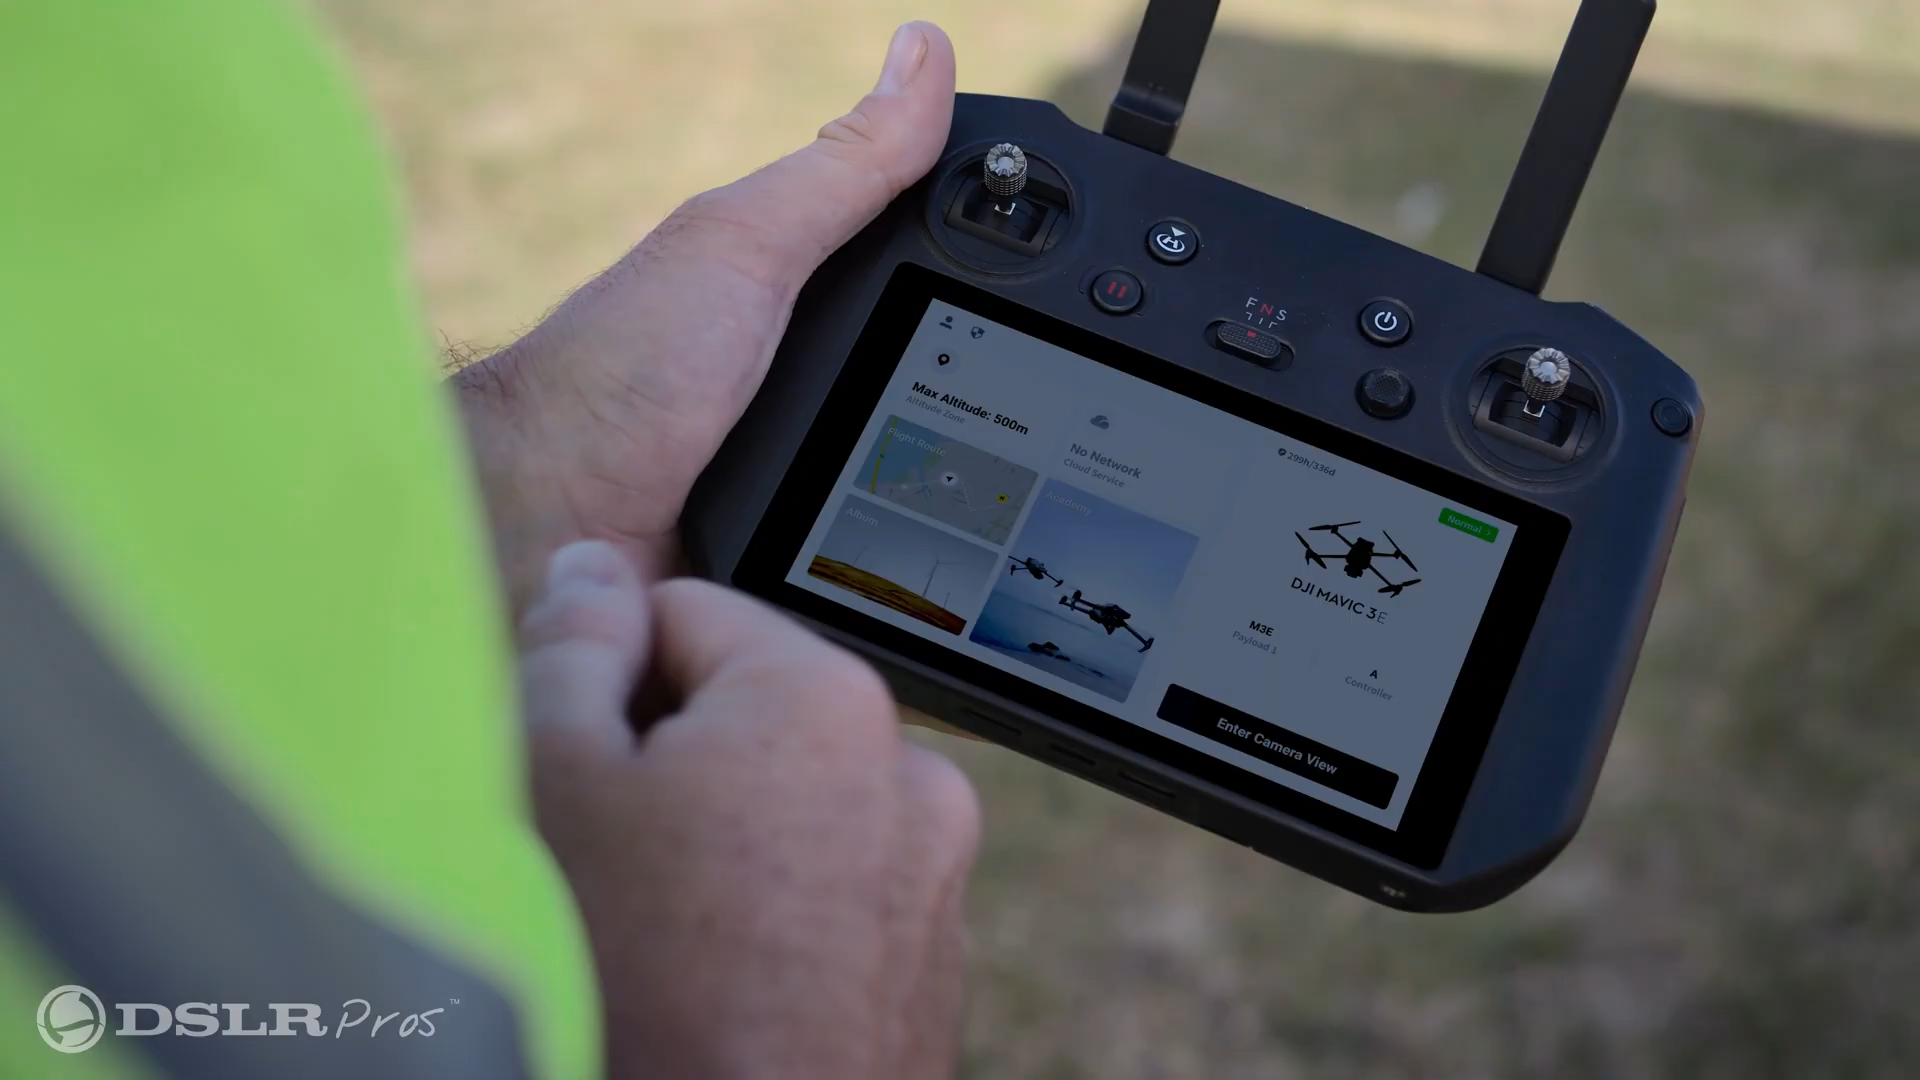 F N S
Max Altitude: 500m
Altitude Zone
Flight Route
Album
No Network
Cloud Service
Academy
299h/336d
Normal
DJI MAVIC 3E
M3E
Payload 1
A
Controller
Enter Camera View
DSLR Pros™